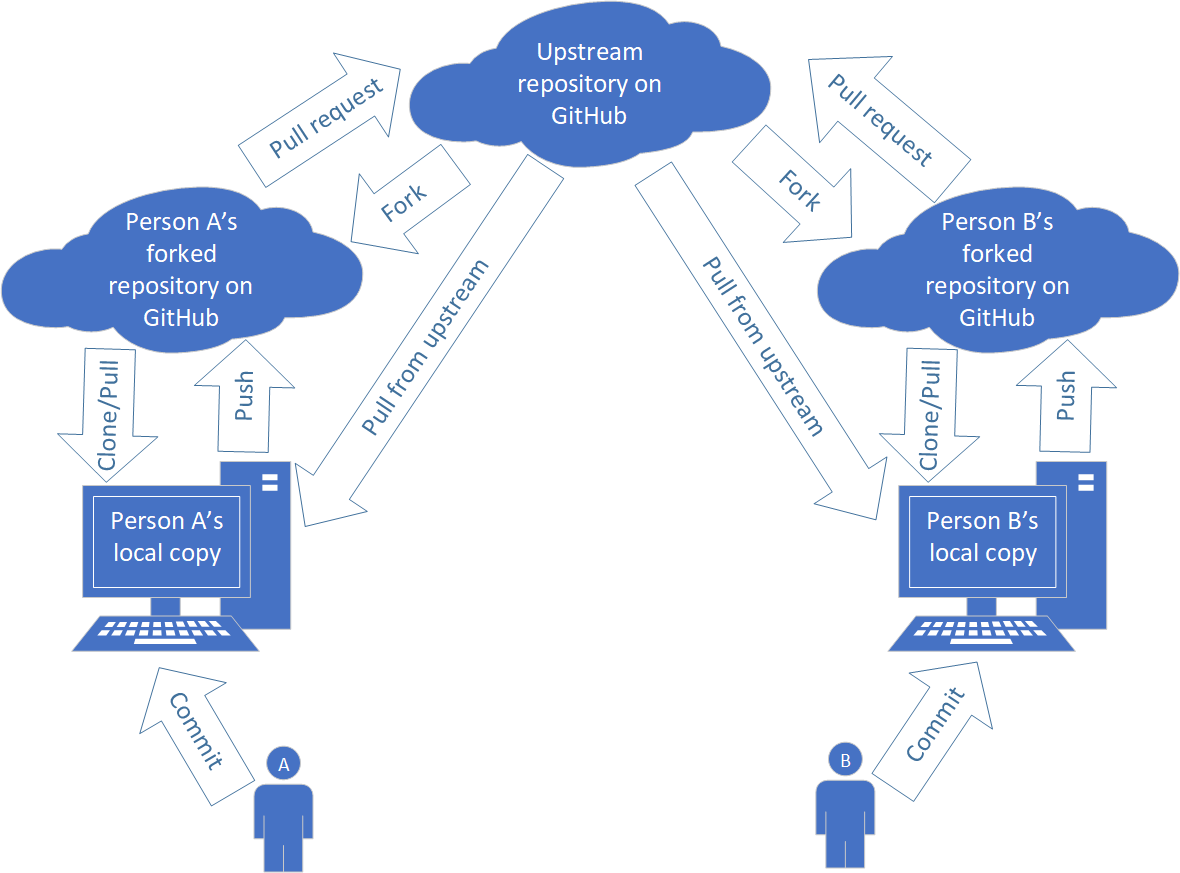 Upstream
repository on
GitHub
Pull request
Fork
Pull request
Fork
Person A’s
forked
repository on
GitHub
Person B’s
forked
repository on
GitHub
Pull from upstream
Pull from upstream
Clone/Pull
Push
Clone/Pull
Push
Person A’s
local copy
Person B’s
local copy
Commit
Commit
A
B